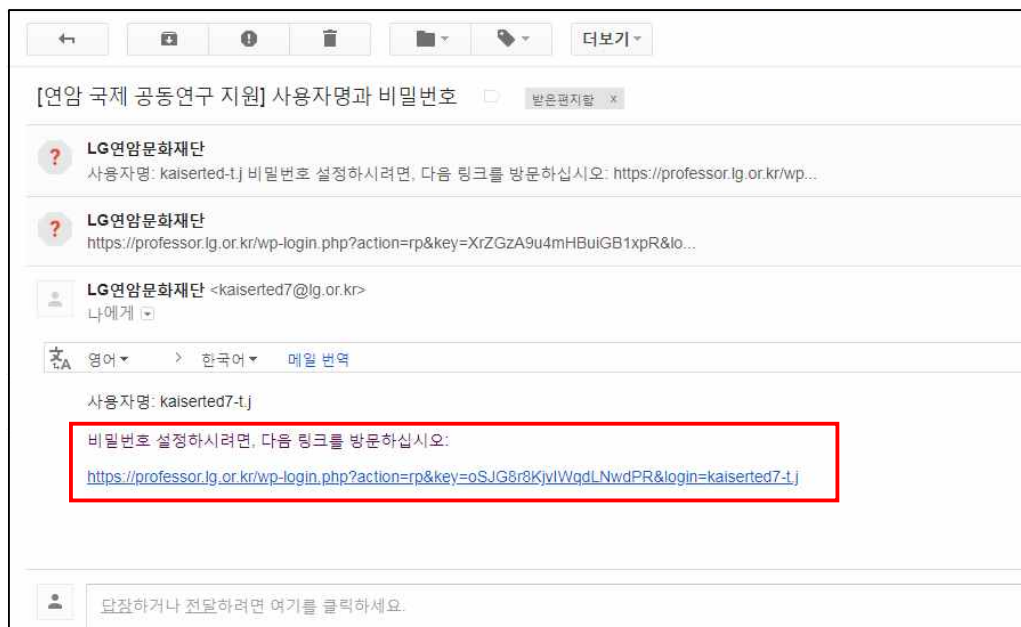 더보기
[연암 국제 공동연구 지원] 사용자명과 비밀번호 받은편지함 x
LG연암문화재단
사용자명: kaiserted-t.j 비밀번호 설정하시려면, 다음 링크를 방문하십시오: https://professor.lg.or.kr/wp...
LG연암문화재단
https://professor.lg.or.kr/wp-login.php?action=rp&key=XrZGzA9u4mHBuiGB1xpR&lo...
LG연암문화재단 <kaiserted7@lg.or.kr>
나에게
영어 > 한국어 메일 번역
사용자명: kaiserted7-t.j
비밀번호 설정하시려면, 다음 링크를 방문하십시오:
https://professor.lg.or.kr/wp-login.php?action=rp&key=oSJG8r8KjvIWqdLNwdPR&login=kaiserted7-t.j
답장하거나 전달하려면 여기를 클릭하세요.